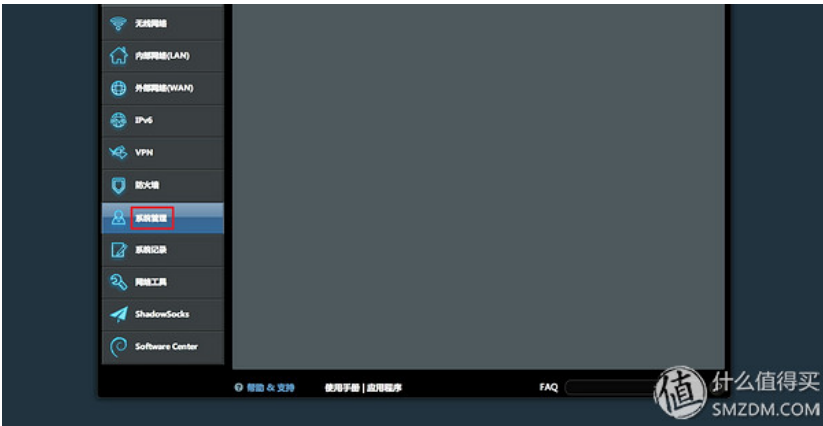 无线网络
内部网络(LAN)
外部网络(WAN)
IPv6
VPN
防火墙
系统管理
系统记录
网络工具
ShadowSocks
Software Center
帮助 & 支持 使用手册 | 应用程序 FAQ
值 什么值得买
SMZDM.COM